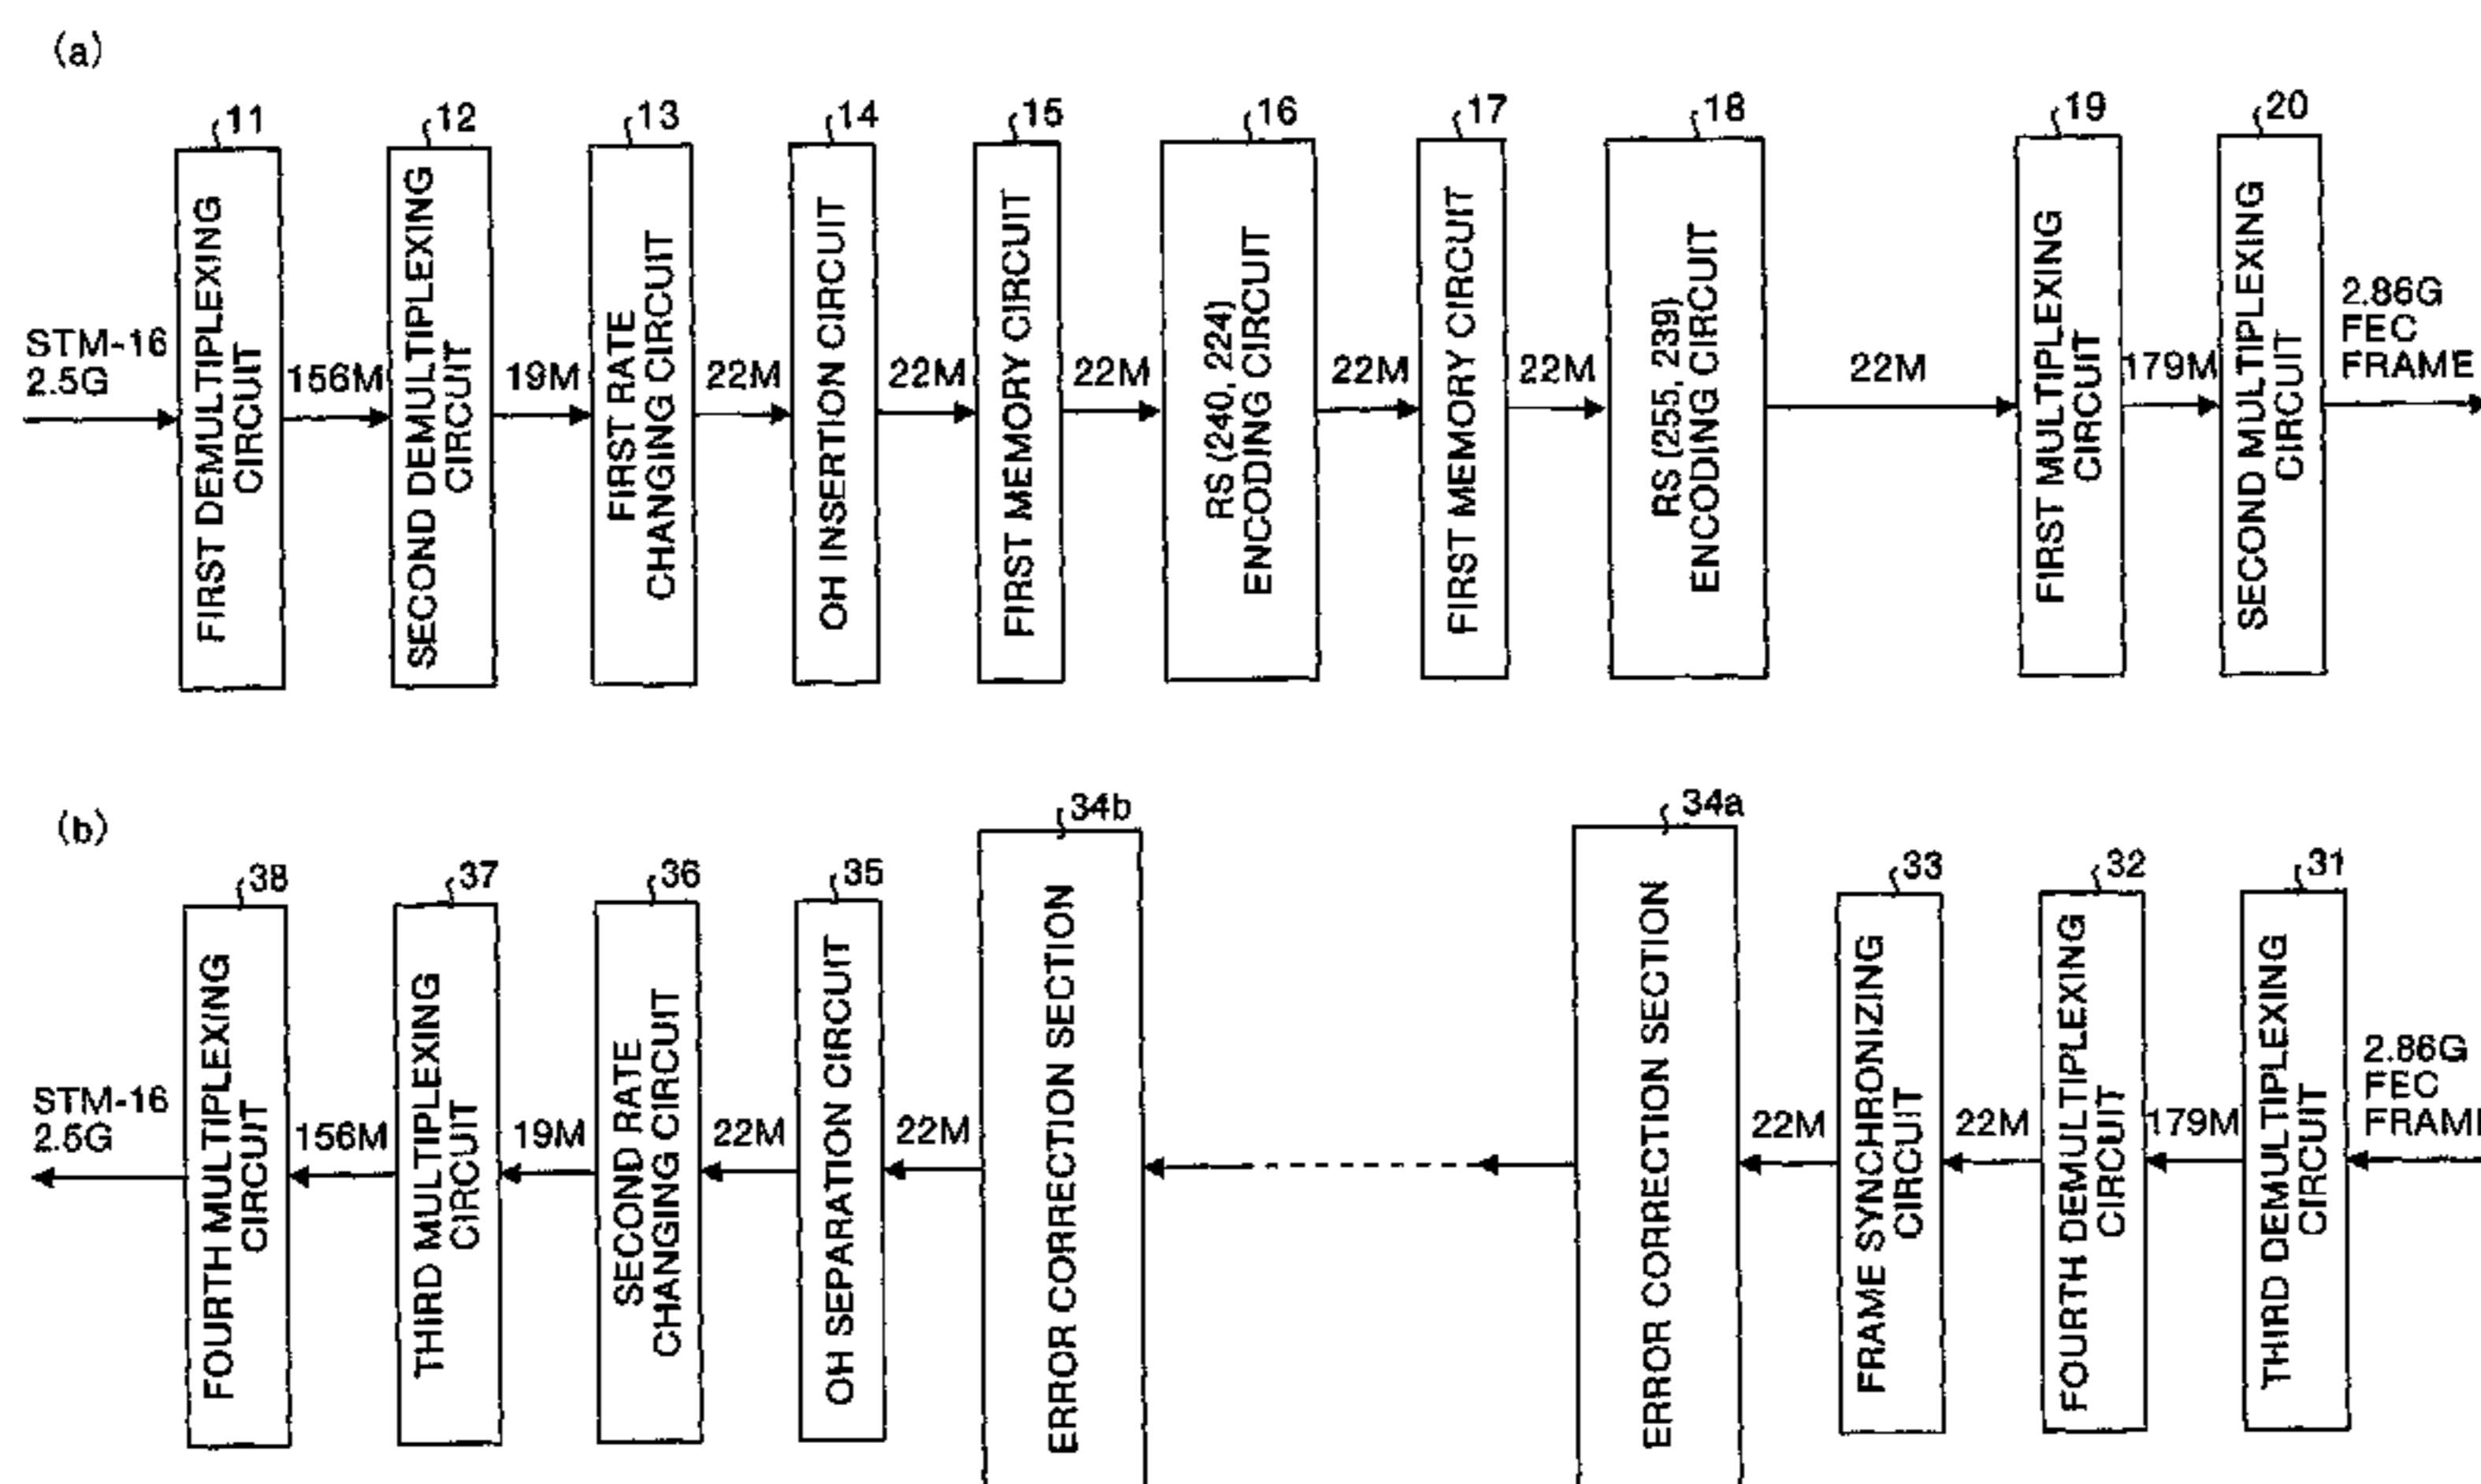 (a)
11
12
13
14
15
16
17
18
19
20
STM-16
2.5G
FIRST DEMULTIPLEXING
CIRCUIT
156M
SECOND DEMULTIPLEXING
CIRCUIT
19M
FIRST RATE
CHANGING CIRCUIT
22M
OH INSERTION CIRCUIT
22M
FIRST MEMORY CIRCUIT
22M
RS (240, 224)
ENCODING CIRCUIT
22M
FIRST MEMORY CIRCUIT
22M
RS (255, 239)
ENCODING CIRCUIT
22M
FIRST MULTIPLEXING
CIRCUIT
179M
SECOND MULTIPLEXING
CIRCUIT
2.86G
FEC
FRAME
(b)
38
37
36
35
34b
34a
33
32
31
STM-16
2.5G
FOURTH MULTIPLEXING
CIRCUIT
156M
THIRD MULTIPLEXING
CIRCUIT
19M
SECOND RATE
CHANGING CIRCUIT
22M
OH SEPARATION CIRCUIT
22M
ERROR CORRECTION SECTION
ERROR CORRECTION SECTION
22M
FRAME SYNCHRONIZING
CIRCUIT
22M
FOURTH DEMULTIPLEXING
CIRCUIT
179M
THIRD DEMULTIPLEXING
CIRCUIT
2.86G
FEC
FRAME